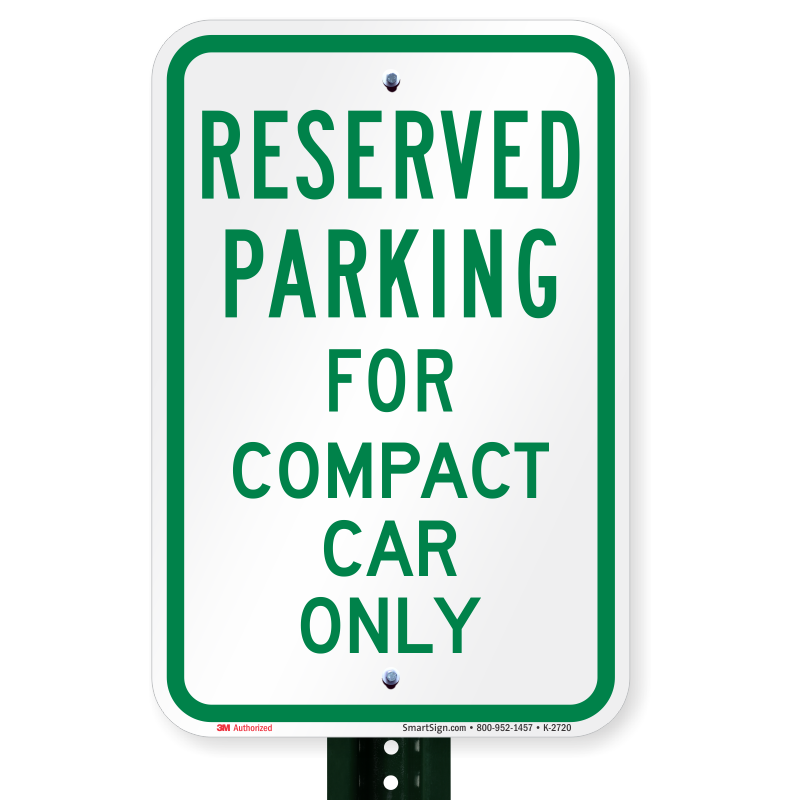 RESERVED
PARKING
FOR
COMPACT
CAR
ONLY
3M Authorized SmartSign.com • 800-952-1457 • K-2720